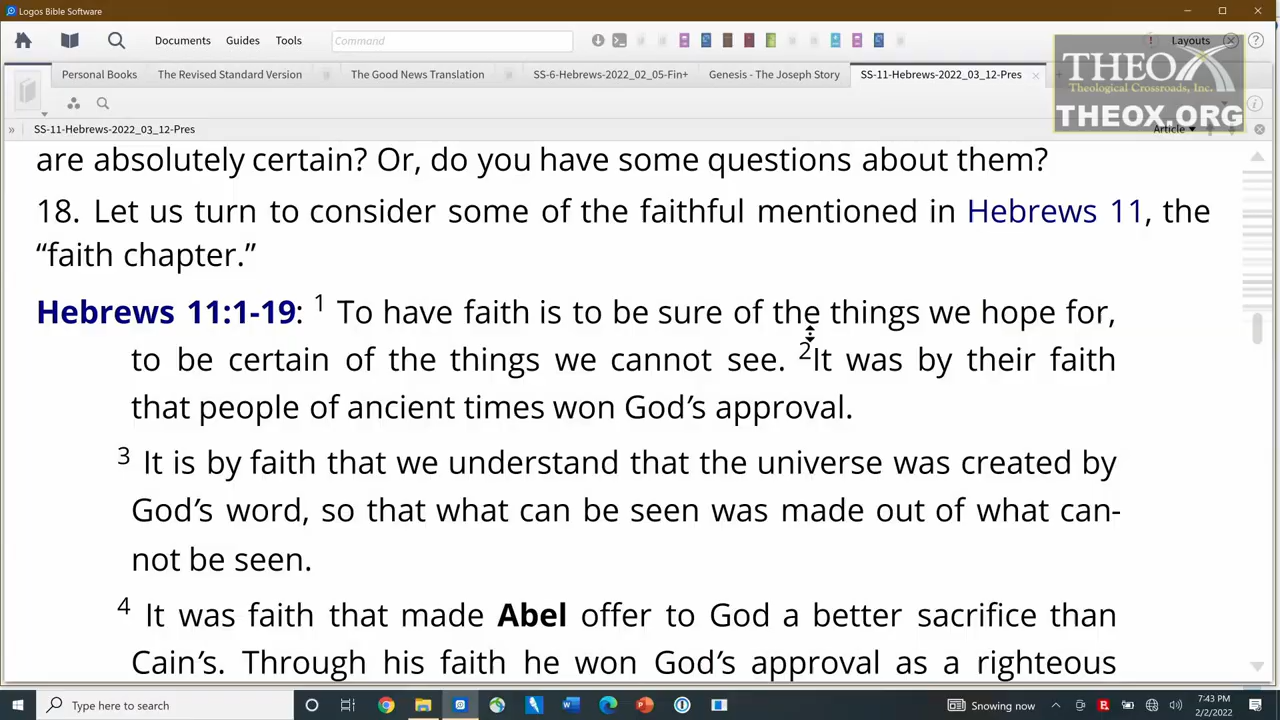 Logos Bible Software
Documents Guides Tools Command Layouts
THEOX
Theological Crossroads, Inc.
THEOX.ORG
Personal Books The Revised Standard Version The Good News Translation SS-6-Hebrews-2022_02_05-Fin+ Genesis - The Joseph Story SS-11-Hebrews-2022_03_12-Pres
SS-11-Hebrews-2022_03_12-Pres Article
are absolutely certain? Or, do you have some questions about them?
18. Let us turn to consider some of the faithful mentioned in Hebrews 11, the
“faith chapter.”
Hebrews 11:1-19: 1 To have faith is to be sure of the things we hope for,
to be certain of the things we cannot see. 2It was by their faith
that people of ancient times won God’s approval.
3 It is by faith that we understand that the universe was created by
God’s word, so that what can be seen was made out of what can-
not be seen.
4 It was faith that made Abel offer to God a better sacrifice than
Cain’s. Through his faith he won God’s approval as a righteous
Type here to search Snowing now 7:43 PM
2/2/2022